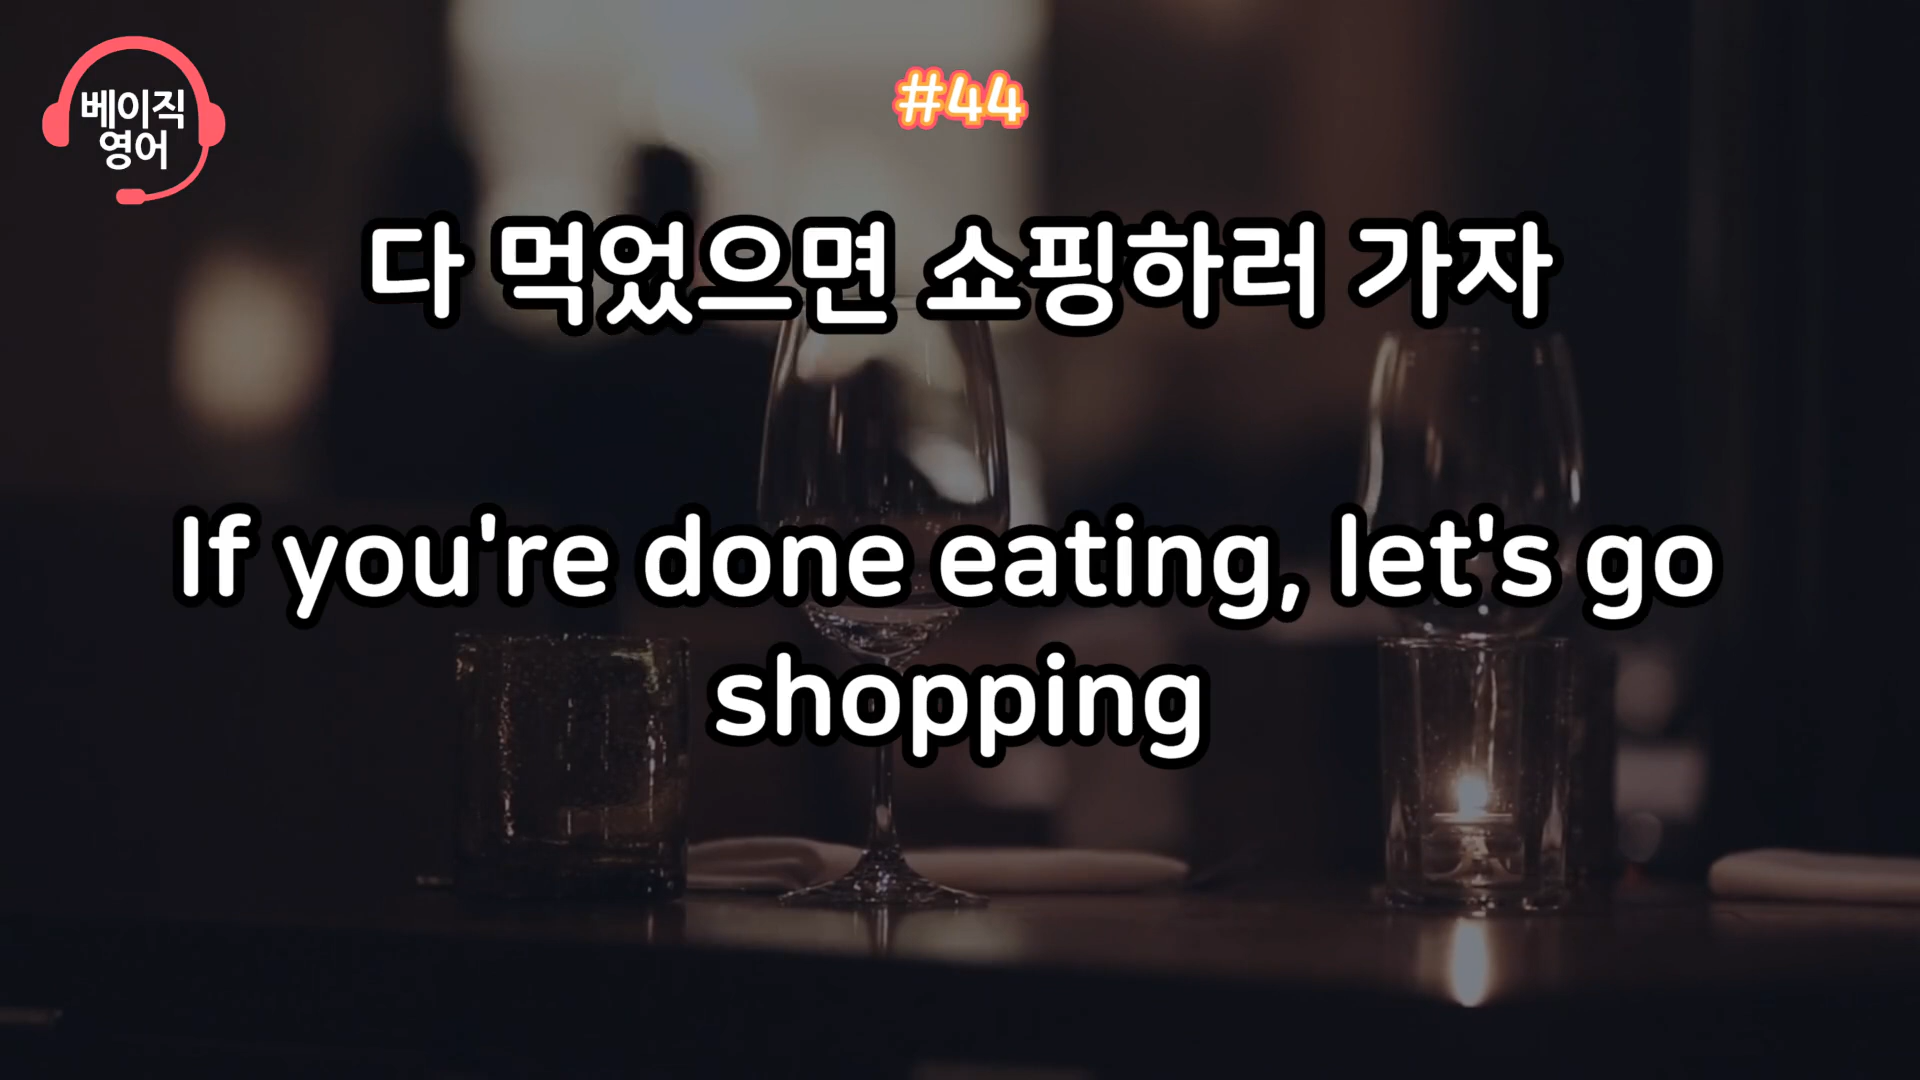 베이직
영어
#44
다 먹었으면 쇼핑하러 가자
If you're done eating, let's go
shopping